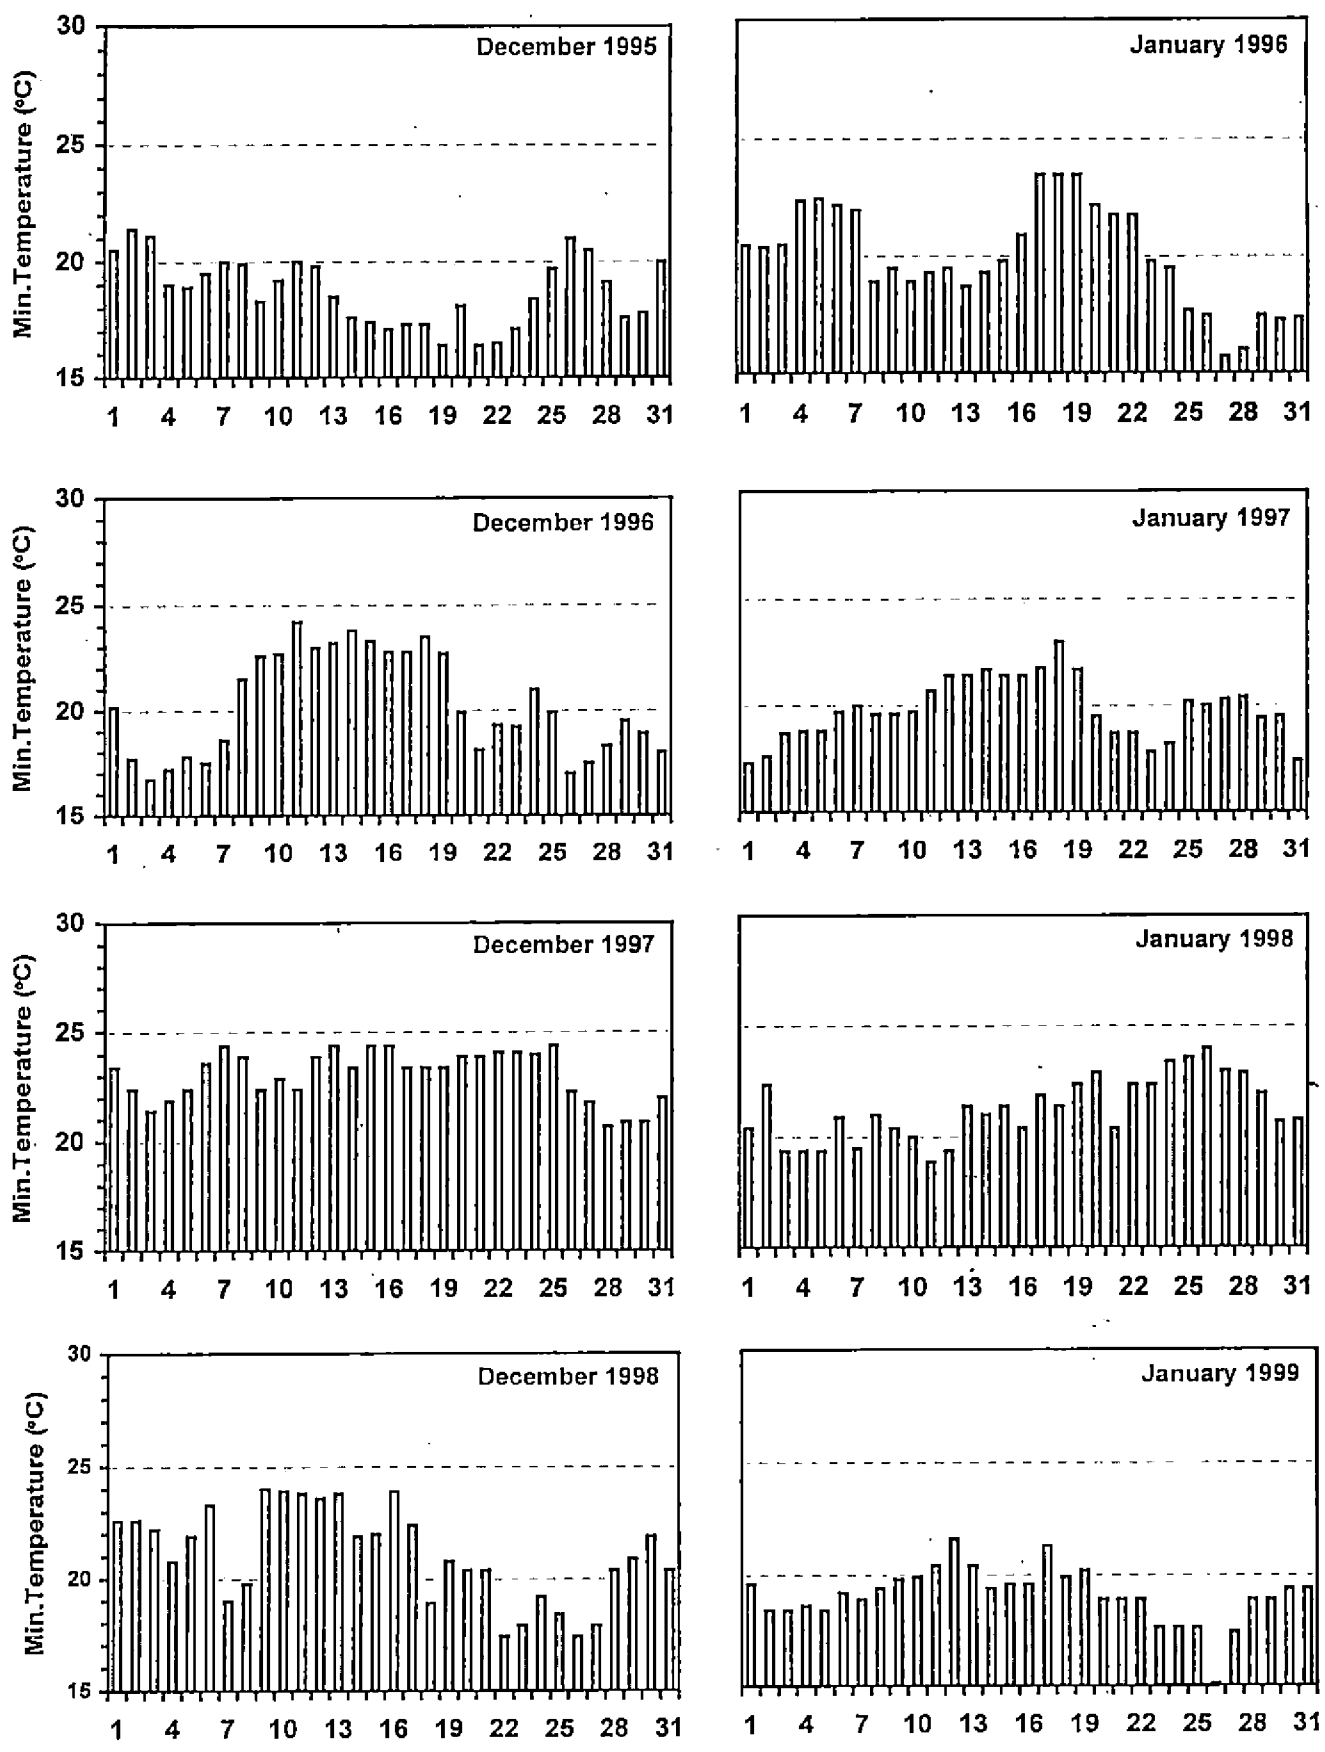 December 1995
Min.Temperature (ºC)
30
25
20
15
1 4 7 10 13 16 19 22 25 28 31
January 1996
1 4 7 10 13 16 19 22 25 28 31
December 1996
Min.Temperature (ºC)
30
25
20
15
1 4 7 10 13 16 19 22 25 28 31
January 1997
1 4 7 10 13 16 19 22 25 28 31
December 1997
Min.Temperature (ºC)
30
25
20
15
1 4 7 10 13 16 19 22 25 28 31
January 1998
1 4 7 10 13 16 19 22 25 28 31
December 1998
Min.Temperature (ºC)
30
25
20
15
1 4 7 10 13 16 19 22 25 28 31
January 1999
1 4 7 10 13 16 19 22 25 28 31